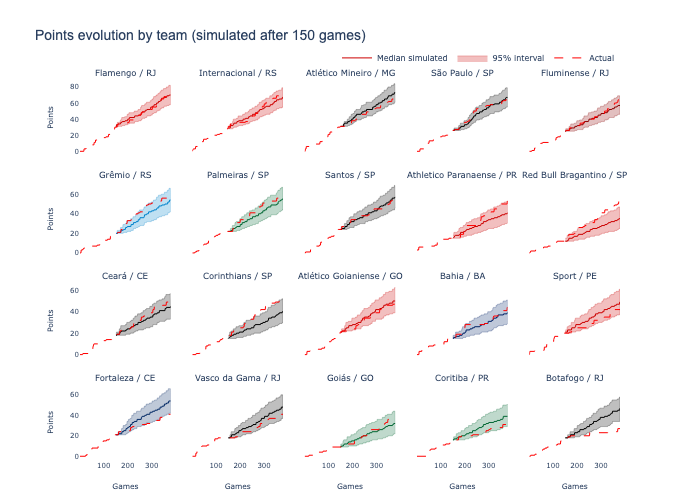 Points evolution by team (simulated after 150 games)
Median simulated 95% interval Actual
Flamengo / RJ Internacional / RS Atlético Mineiro / MG São Paulo / SP Fluminense / RJ
80
60
40
20
0
Points
Grêmio / RS Palmeiras / SP Santos / SP Athletico Paranaense / PR Red Bull Bragantino / SP
60
40
20
0
Points
Ceará / CE Corinthians / SP Atlético Goianiense / GO Bahia / BA Sport / PE
60
40
20
0
Points
Fortaleza / CE Vasco da Gama / RJ Goiás / GO Coritiba / PR Botafogo / RJ
60
40
20
0
Points
100 200 300 100 200 300 100 200 300 100 200 300 100 200 300
Games Games Games Games Games